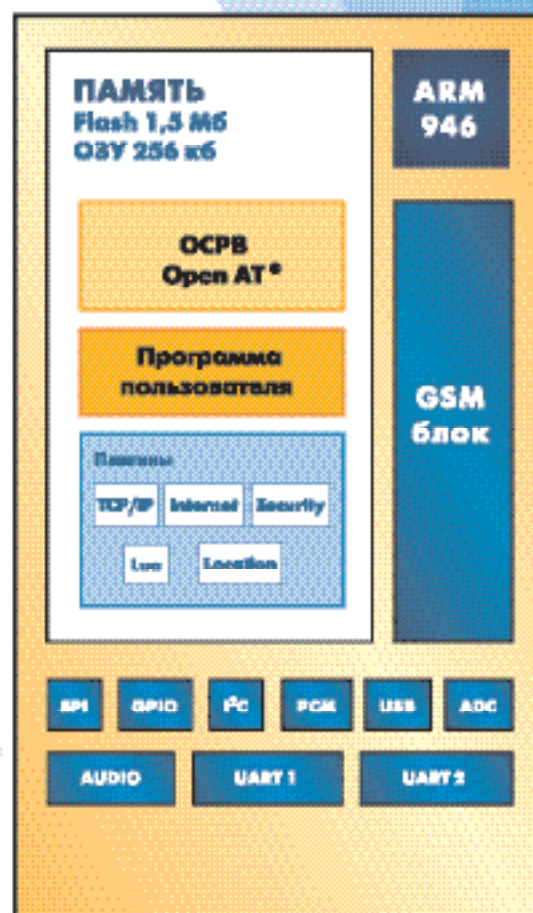 ПАМЯТЬ
Flash 1,5 Мб
ОЗУ 256 кб
ARM
946
ОСРВ
Open AT®
Программа
пользователя
GSM
блок
Плагины
TCP/IP Internet Security
Lua Location
SPI GPIO I²C PCM USB ADC
AUDIO UART 1 UART 2